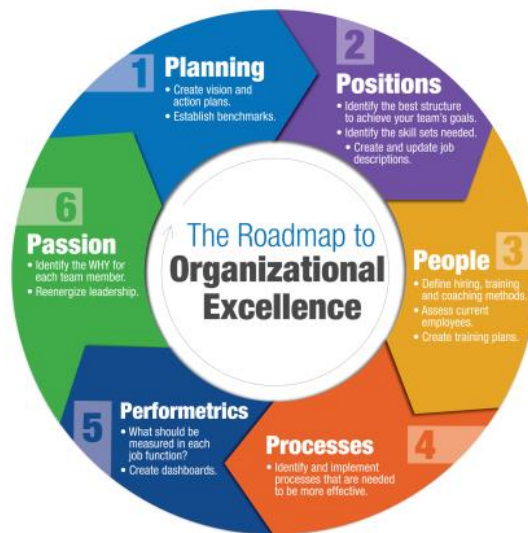 The Roadmap to
Organizational
Excellence
1
Planning
• Create vision and
action plans.
• Establish benchmarks.
2
Positions
• Identify the best structure
to achieve your team's goals.
• Identify the skill sets needed.
• Create and update job
descriptions.
People 3
• Define hiring, training
and coaching methods.
• Assess current
employees.
• Create training plans.
Processes 4
• Identify and implement
processes that are needed
to be more effective.
5
Performetrics
• What should be
measured in each
job function?
• Create dashboards.
6
Passion
• Identify the WHY for
each team member.
• Reenergize leadership.